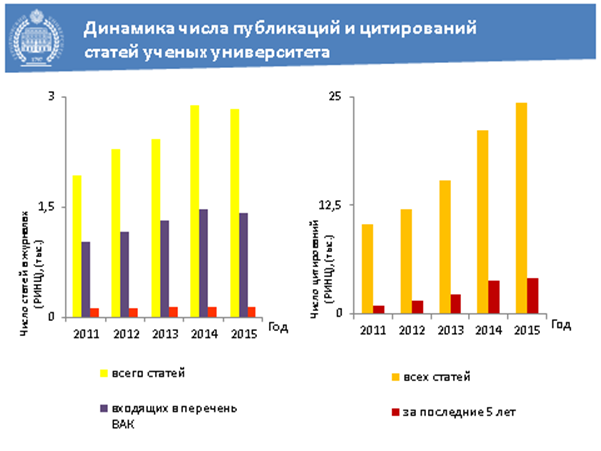 Динамика числа публикаций и цитирований
статей ученых университета
3
1,5
0
Число статей в журналах
(РИНЦ), (тыс.)
2011 2012 2013 2014 2015
Год
всего статей
входящих в перечень
ВАК
25
12,5
0
Число цитирований
(РИНЦ), (тыс.)
2011 2012 2013 2014 2015
Год
всех статей
за последние 5 лет